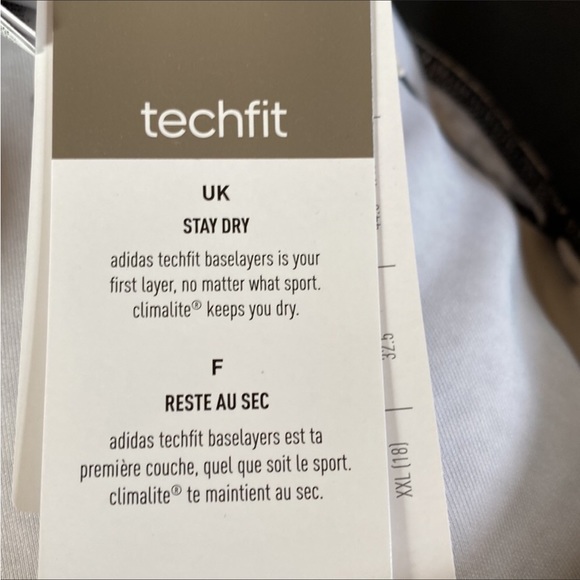 techfit
UK
STAY DRY
adidas techfit baselayers is your
first layer, no matter what sport.
climalite® keeps you dry.
F
RESTE AU SEC
adidas techfit baselayers est ta
première couche, quel que soit le sport.
climalite® te maintient au sec.
32.5
XXL (18)